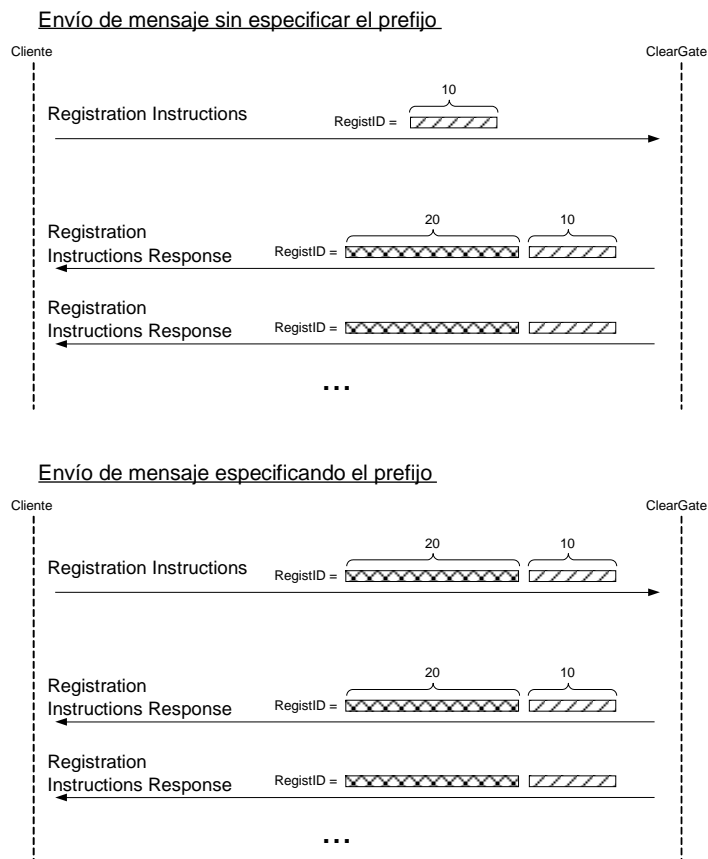 Envío de mensaje sin especificar el prefijo
Cliente
ClearGate
10
Registration Instructions
RegistID =
20
10
Registration
Instructions Response
RegistID =
Registration
Instructions Response
RegistID =
...
Envío de mensaje especificando el prefijo
Cliente
ClearGate
20
10
Registration Instructions
RegistID =
20
10
Registration
Instructions Response
RegistID =
Registration
Instructions Response
RegistID =
...